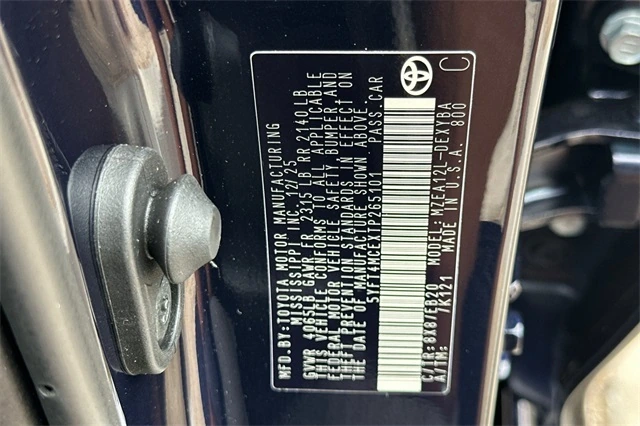 MFD.BY: TOYOTA MOTOR MANUFACTURING
MISSISSIPPI INC. 12/25
GVWR 4065LB GAWR FR 2315 LB RR 2140LB
THIS VEHICLE CONFORMS TO ALL APPLICABLE
FEDERAL MOTOR VEHICLE SAFETY, BUMPER, AND
THEFT PREVENTION STANDARDS IN EFFECT ON
THE DATE OF MANUFACTURE SHOWN ABOVE.
5YFT4MCEXTP265101 PASS.CAR
C
C/TR: 8X8/EB20 MODEL: MZEA12L-DEXYBA
A/TM: 7K121 MADE IN U.S.A. 800